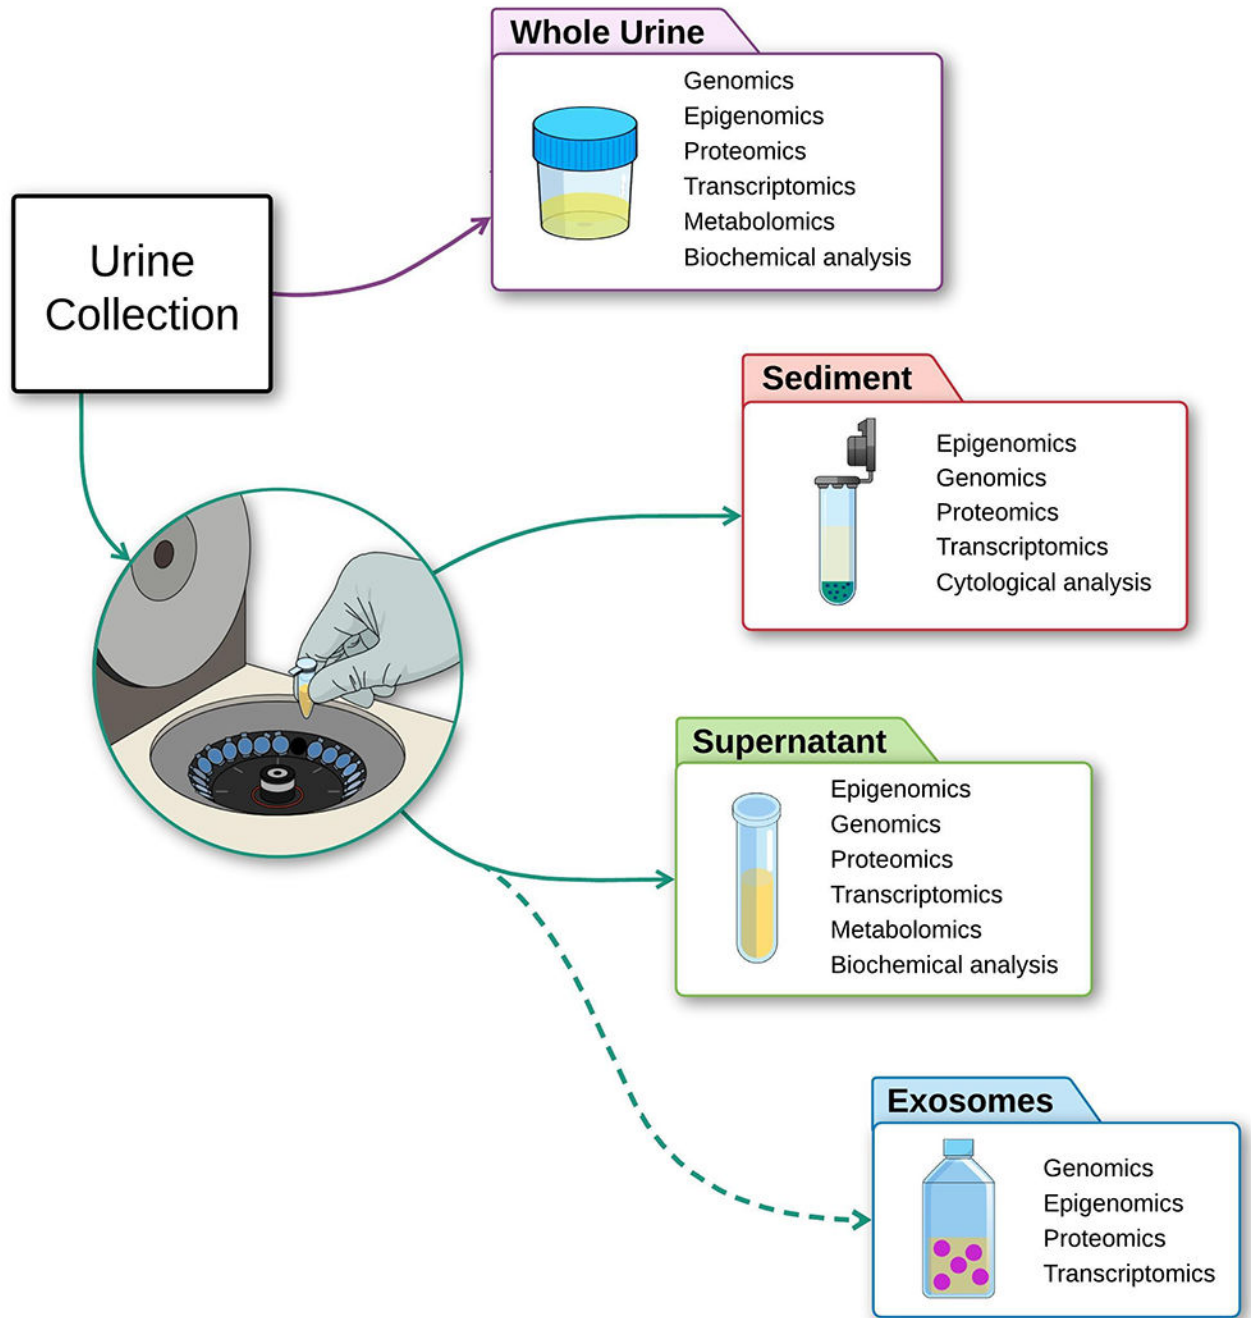 Whole Urine
Genomics
Epigenomics
Proteomics
Transcriptomics
Metabolomics
Biochemical analysis
Urine
Collection
Sediment
Epigenomics
Genomics
Proteomics
Transcriptomics
Cytological analysis
Supernatant
Epigenomics
Genomics
Proteomics
Transcriptomics
Metabolomics
Biochemical analysis
Exosomes
Genomics
Epigenomics
Proteomics
Transcriptomics